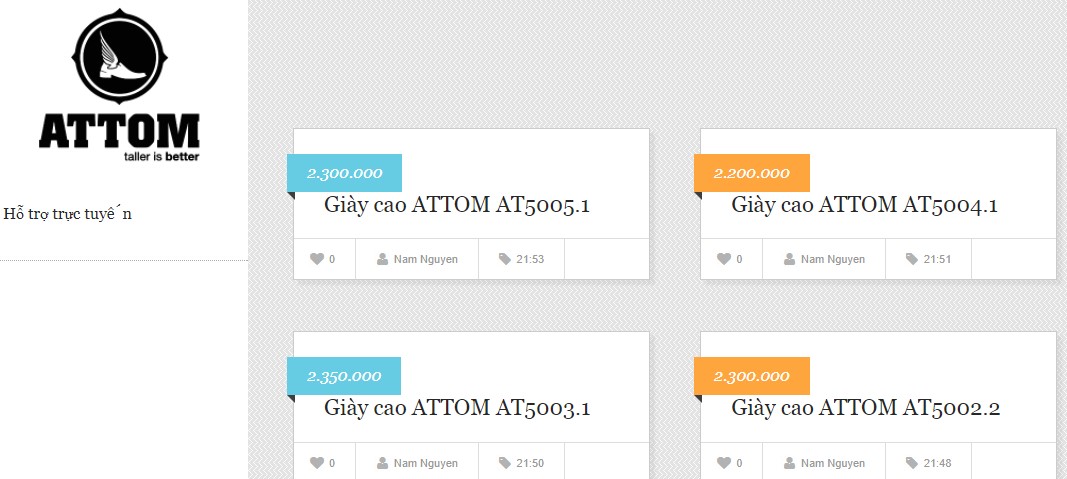 ATTOM
taller is better
Hỗ trợ trực tuyến
2.300.000
Giày cao ATTOM AT5005.1
0 Nam Nguyen 21:53
2.200.000
Giày cao ATTOM AT5004.1
0 Nam Nguyen 21:51
2.350.000
Giày cao ATTOM AT5003.1
0 Nam Nguyen 21:50
2.300.000
Giày cao ATTOM AT5002.2
0 Nam Nguyen 21:48